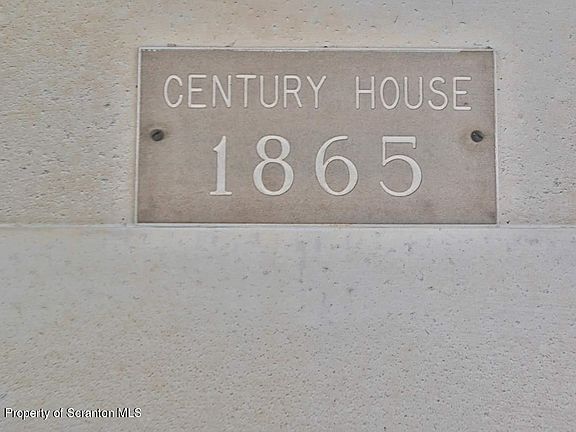 CENTURY HOUSE
1865
Property of Scranton MLS